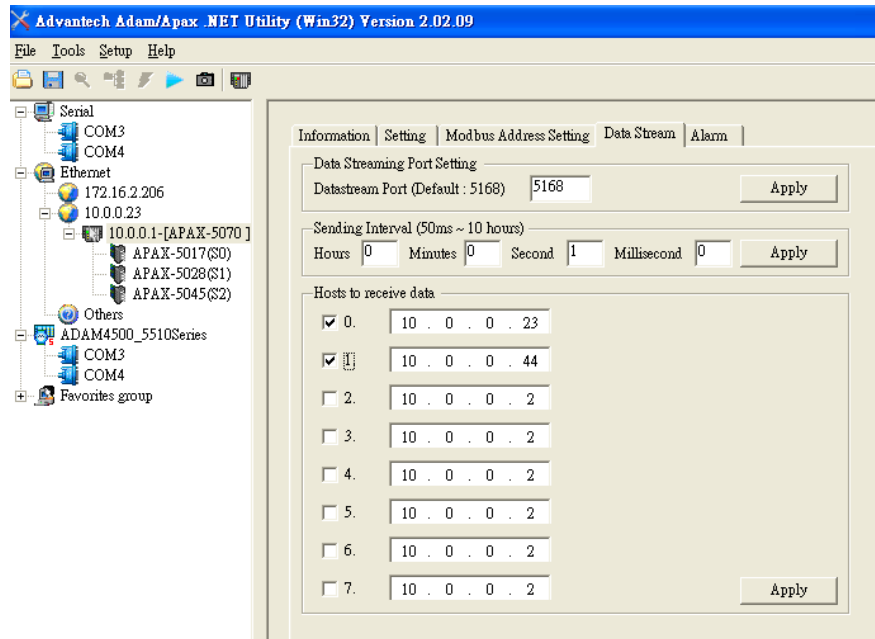 Advantech Adam/Apax .NET Utility (Win32) Version 2.02.09
File Tools Setup Help
Serial
COM3
COM4
Ethernet
172.16.2.206
10.0.0.23
10.0.0.1-[APAX-5070 ]
APAX-5017(S0)
APAX-5028(S1)
APAX-5045(S2)
Others
ADAM4500_5510Series
COM3
COM4
Favorites group
Information Setting Modbus Address Setting Data Stream Alarm
Data Streaming Port Setting
Datastream Port (Default : 5168) 5168 Apply
Sending Interval (50ms ~ 10 hours)
Hours 0 Minutes 0 Second 1 Millisecond 0 Apply
Hosts to receive data
0. 10 . 0 . 0 . 23
1 10 . 0 . 0 . 44
2. 10 . 0 . 0 . 2
3. 10 . 0 . 0 . 2
4. 10 . 0 . 0 . 2
5. 10 . 0 . 0 . 2
6. 10 . 0 . 0 . 2
7. 10 . 0 . 0 . 2 Apply